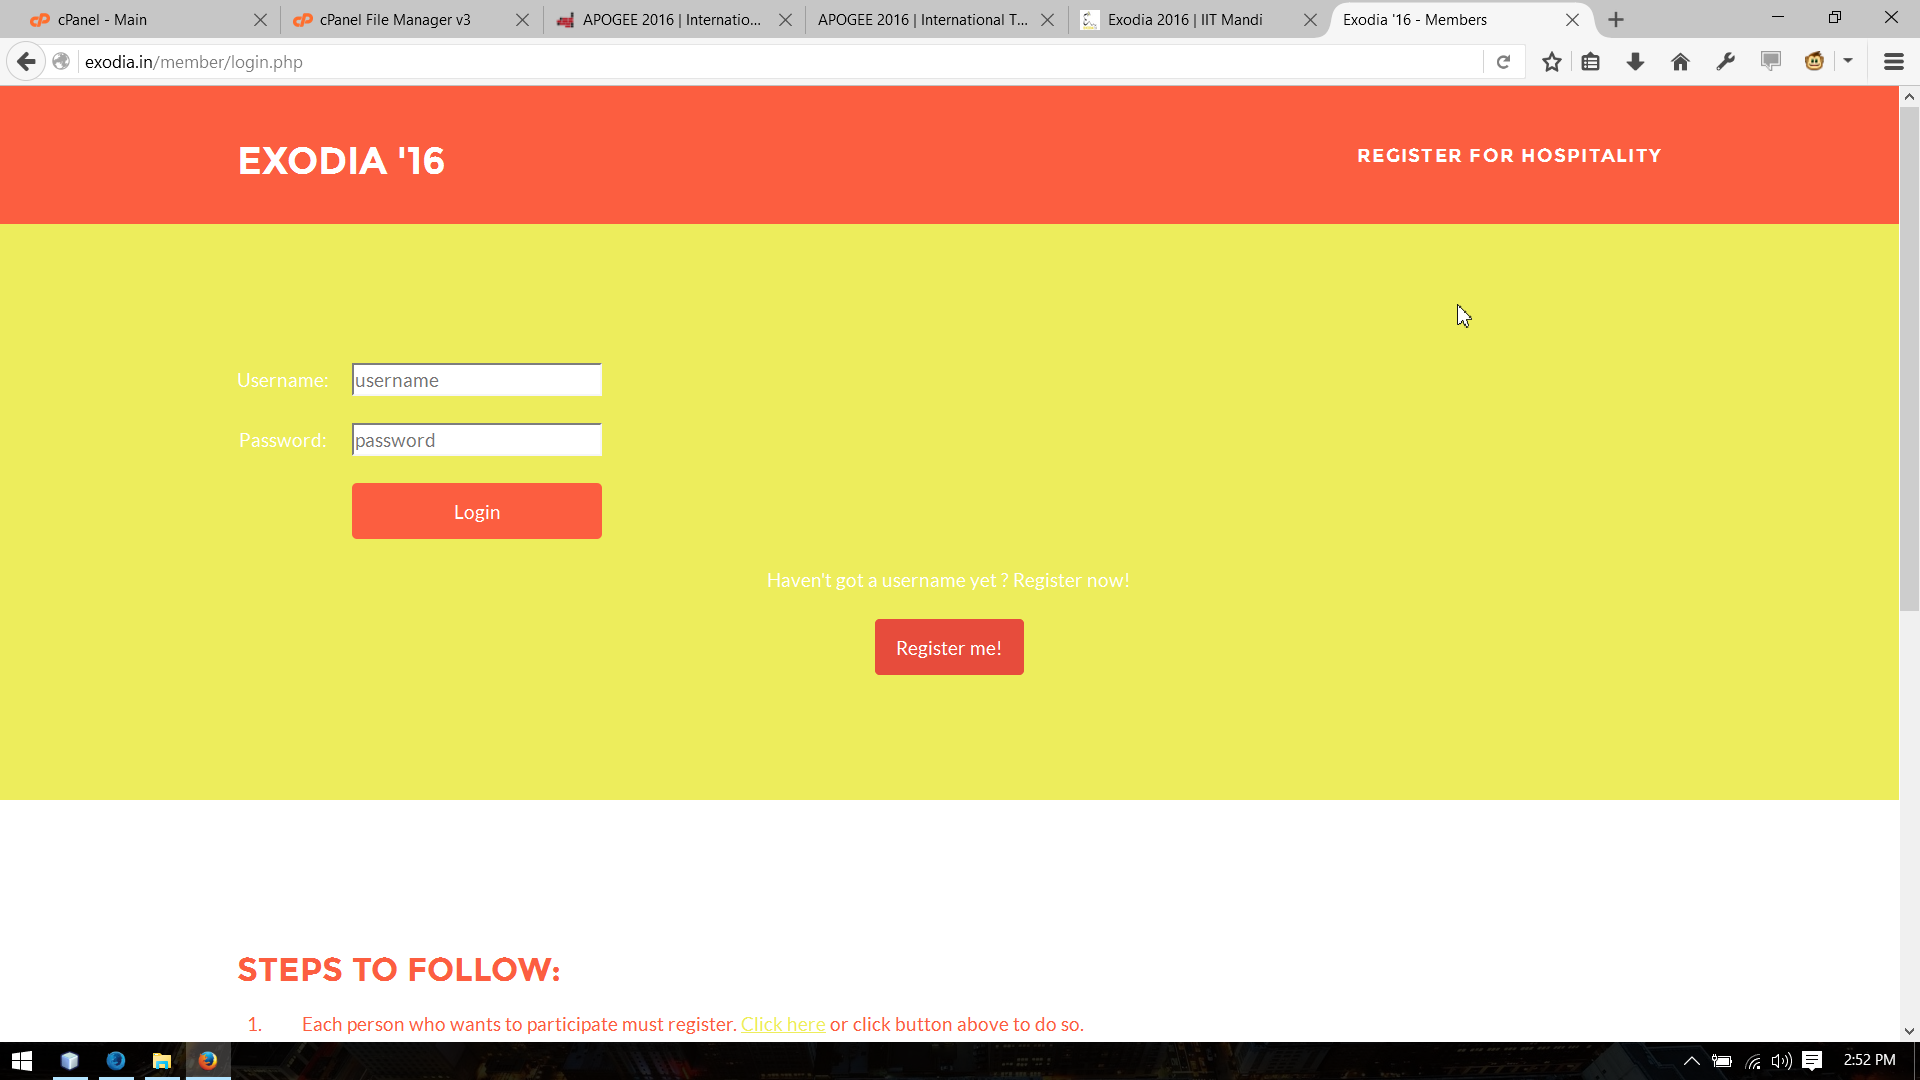 cPanel - Main
cPanel File Manager v3
APOGEE 2016 | Internatio...
APOGEE 2016 | International T...
Exodia 2016 | IIT Mandi
Exodia '16 - Members
exodia.in/member/login.php
EXODIA '16
REGISTER FOR HOSPITALITY
Username:
username
Password:
password
Login
Haven't got a username yet ? Register now!
Register me!
STEPS TO FOLLOW:
1. Each person who wants to participate must register. Click here or click button above to do so.
2:52 PM